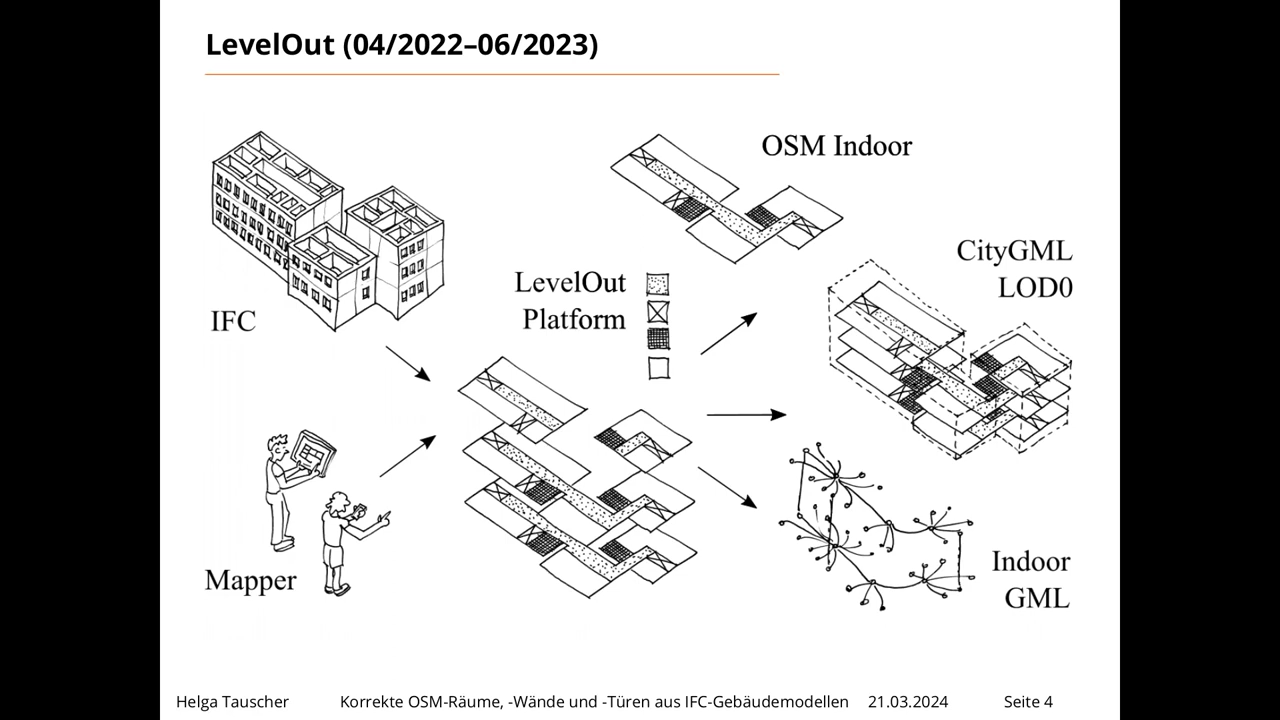 LevelOut (04/2022–06/2023)
OSM Indoor
CityGML
LOD0
LevelOut
Platform
IFC
Mapper
Indoor
GML
Helga Tauscher Korrekte OSM-Räume, -Wände und -Türen aus IFC-Gebäudemodellen 21.03.2024 Seite 4